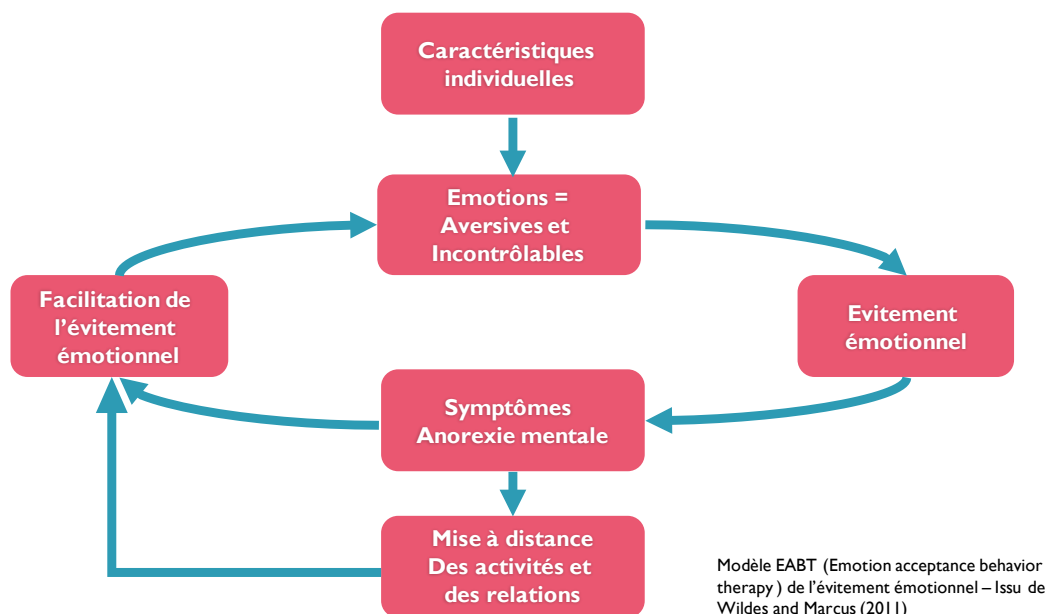 Caractéristiques
individuelles
Emotions =
Aversives et
Incontrôlables
Facilitation de
l'évitement
émotionnel
Evitement
émotionnel
Symptômes
Anorexie mentale
Mise à distance
Des activités et
des relations
Modèle EABT (Emotion acceptance behavior
therapy ) de l'évitement émotionnel – Issu de
Wildes and Marcus (2011)